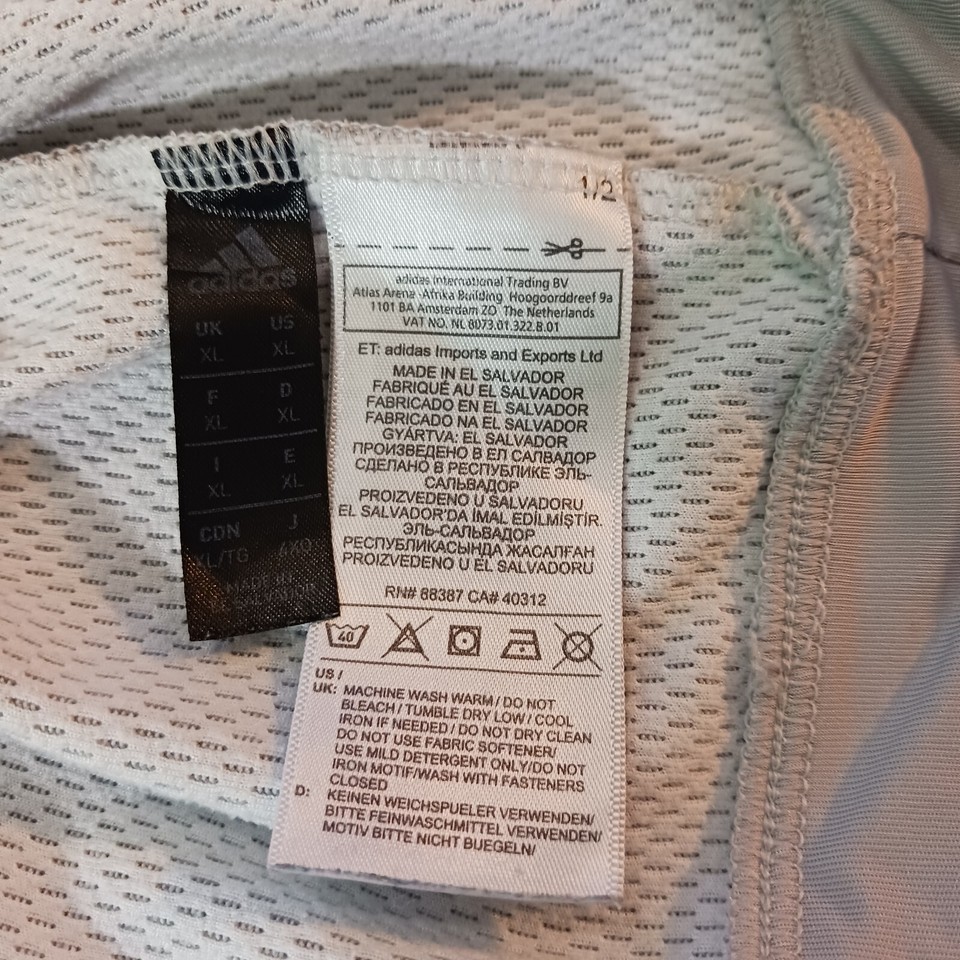 adidas
UK US
XL XL
F D
XL XL
I E
XL XL
CDN J
XL/TG 4XO
MADE IN
EL SALVADOR
1/2
adidas International Trading BV
Atlas Arena Afrika Building Hoogoorddreef 9a
1101 BA Amsterdam ZO The Netherlands
VAT NO. NL 8073.01.322.B.01
ET: adidas Imports and Exports Ltd
MADE IN EL SALVADOR
FABRIQUÉ AU EL SALVADOR
FABRICADO EN EL SALVADOR
FABRICADO NA EL SALVADOR
GYÁRTVA: EL SALVADOR
ПРОИЗВЕДЕНО В ЕЛ САЛВАДОР
СДЕЛАНО В РЕСПУБЛИКЕ ЭЛЬ-
САЛЬВАДОР
PROIZVEDENO U SALVADORU
EL SALVADOR'DA İMAL EDİLMİŞTİR.
ЭЛЬ-САЛЬВАДОР
РЕСПУБЛИКАСЫНДА ЖАСАЛҒАН
PROIZVEDENO U EL SALVADORU
RN# 88387 CA# 40312
40
US /
UK: MACHINE WASH WARM / DO NOT
BLEACH / TUMBLE DRY LOW / COOL
IRON IF NEEDED / DO NOT DRY CLEAN
DO NOT USE FABRIC SOFTENER/
USE MILD DETERGENT ONLY/DO NOT
IRON MOTIF/WASH WITH FASTENERS
CLOSED
D: KEINEN WEICHSPUELER VERWENDEN/
BITTE FEINWASCHMITTEL VERWENDEN/
MOTIV BITTE NICHT BUEGELN/